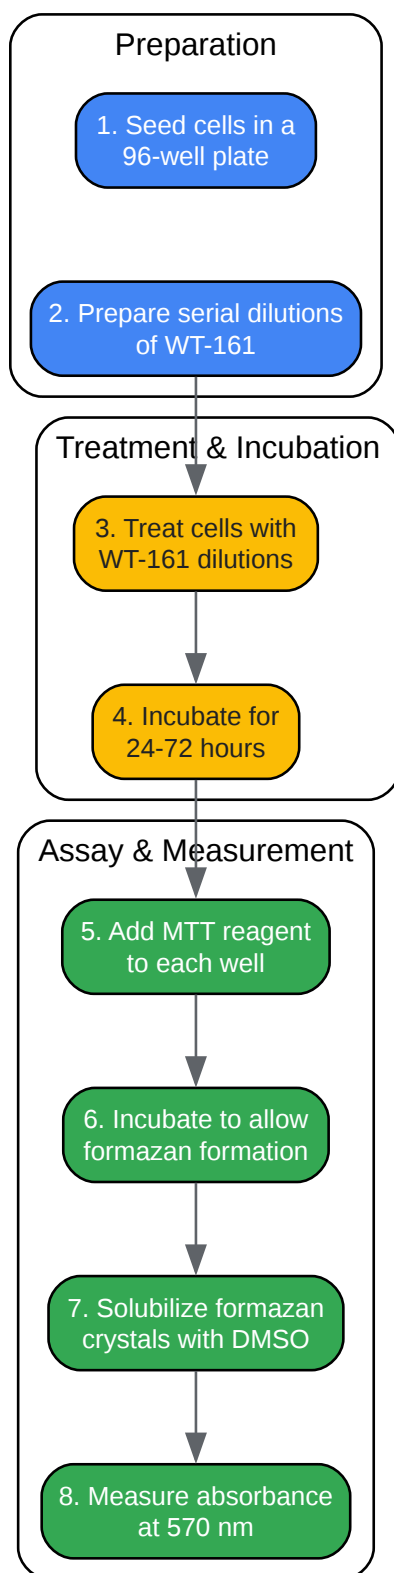 Preparation
1. Seed cells in a
96-well plate
2. Prepare serial dilutions
of WT-161
Treatment & Incubation
3. Treat cells with
WT-161 dilutions
4. Incubate for
24-72 hours
Assay & Measurement
5. Add MTT reagent
to each well
6. Incubate to allow
formazan formation
7. Solubilize formazan
crystals with DMSO
8. Measure absorbance
at 570 nm